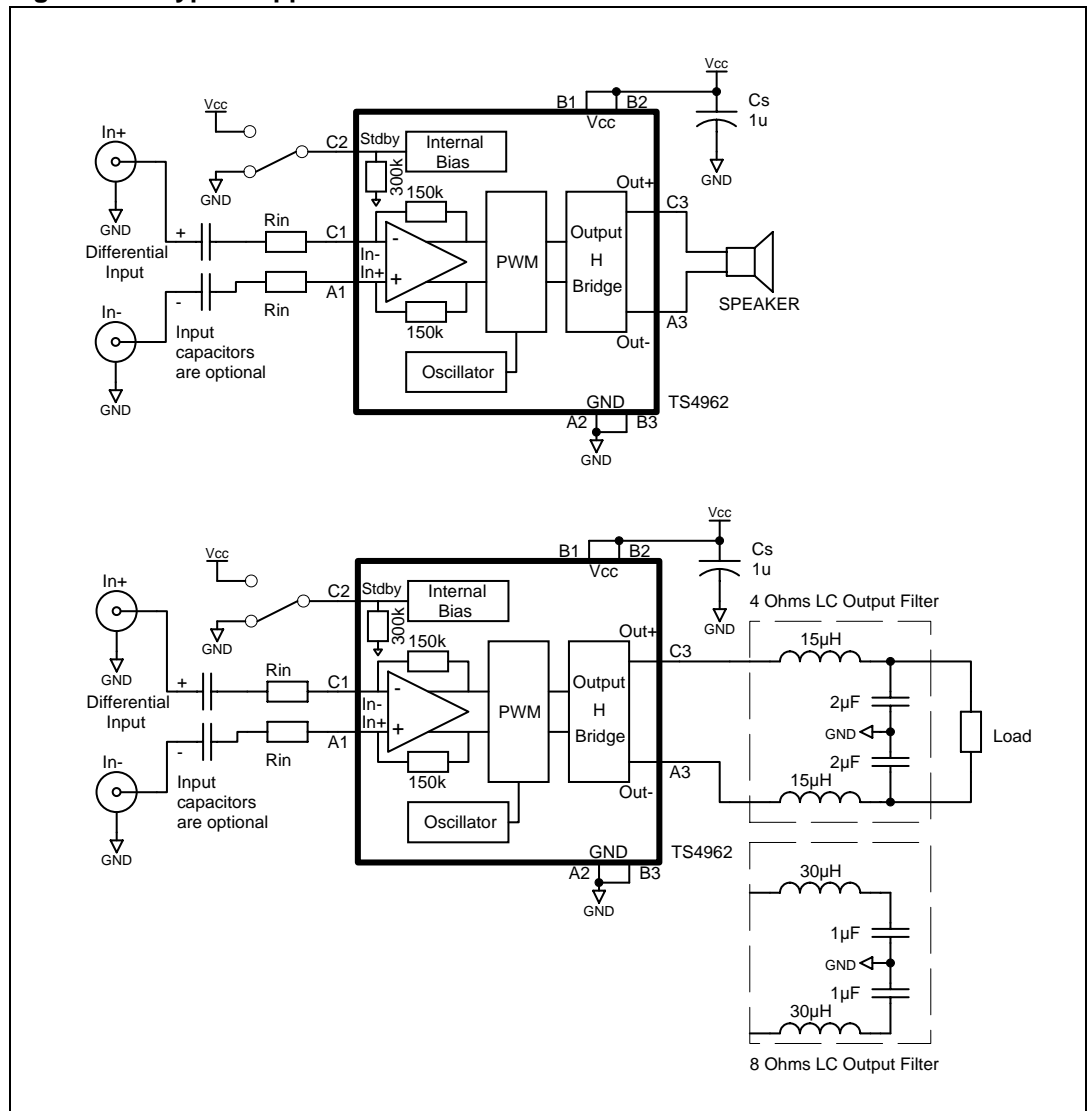 Vcc
B1
B2
Vcc
Cs
1u
GND
Vcc
In+
C2
Stdby
Internal
Bias
GND
300k
GND
Out+
150k
C3
Differential
Input
+
Rin
C1
-
In-
In+
+
PWM
Output
H
Bridge
SPEAKER
-
Rin
A1
In-
150k
A3
Out-
Input
capacitors
are optional
Oscillator
GND
GND
TS4962
A2
B3
GND
Vcc
B1
B2
Vcc
Cs
1u
GND
Vcc
In+
C2
Stdby
Internal
Bias
GND
300k
GND
4 Ohms LC Output Filter
Out+
150k
C3
15µH
Differential
Input
+
Rin
C1
-
In-
In+
+
PWM
Output
H
Bridge
2µF
GND
2µF
Load
-
Rin
A1
In-
150k
A3
15µH
Out-
Input
capacitors
are optional
Oscillator
GND
GND
TS4962
A2
B3
GND
30µH
1µF
GND
1µF
30µH
8 Ohms LC Output Filter